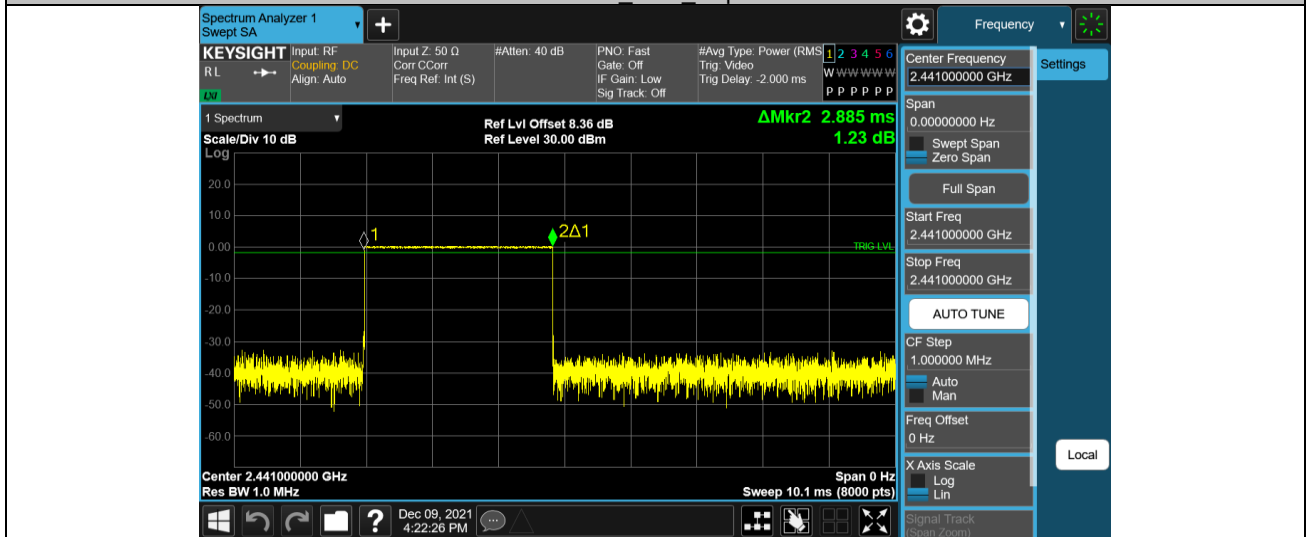 Spectrum Analyzer 1
Swept SA
Frequency
KEYSIGHT
R L
LXI
Input: RF
Coupling: DC
Align: Auto
Input Z: 50 Ω
Corr CCorr
Freq Ref: Int (S)
#Atten: 40 dB
PNO: Fast
Gate: Off
IF Gain: Low
Sig Track: Off
#Avg Type: Power (RMS
Trig: Video
Trig Delay: -2.000 ms
1 2 3 4 5 6
W W W W W W
P P P P P P
1 Spectrum
Scale/Div 10 dB
Log
Ref Lvl Offset 8.36 dB
Ref Level 30.00 dBm
ΔMkr2 2.885 ms
1.23 dB
20.0
10.0
0.00
-10.0
-20.0
-30.0
-40.0
-50.0
-60.0
1
2Δ1
TRIG LVL
Center 2.441000000 GHz
Res BW 1.0 MHz
Span 0 Hz
Sweep 10.1 ms (8000 pts)
Dec 09, 2021
4:22:26 PM
Center Frequency
2.441000000 GHz
Settings
Span
0.00000000 Hz
Swept Span
Zero Span
Full Span
Start Freq
2.441000000 GHz
Stop Freq
2.441000000 GHz
AUTO TUNE
CF Step
1.000000 MHz
Auto
Man
Freq Offset
0 Hz
X Axis Scale
Log
Lin
Signal Track
(Span Zoom)
Local